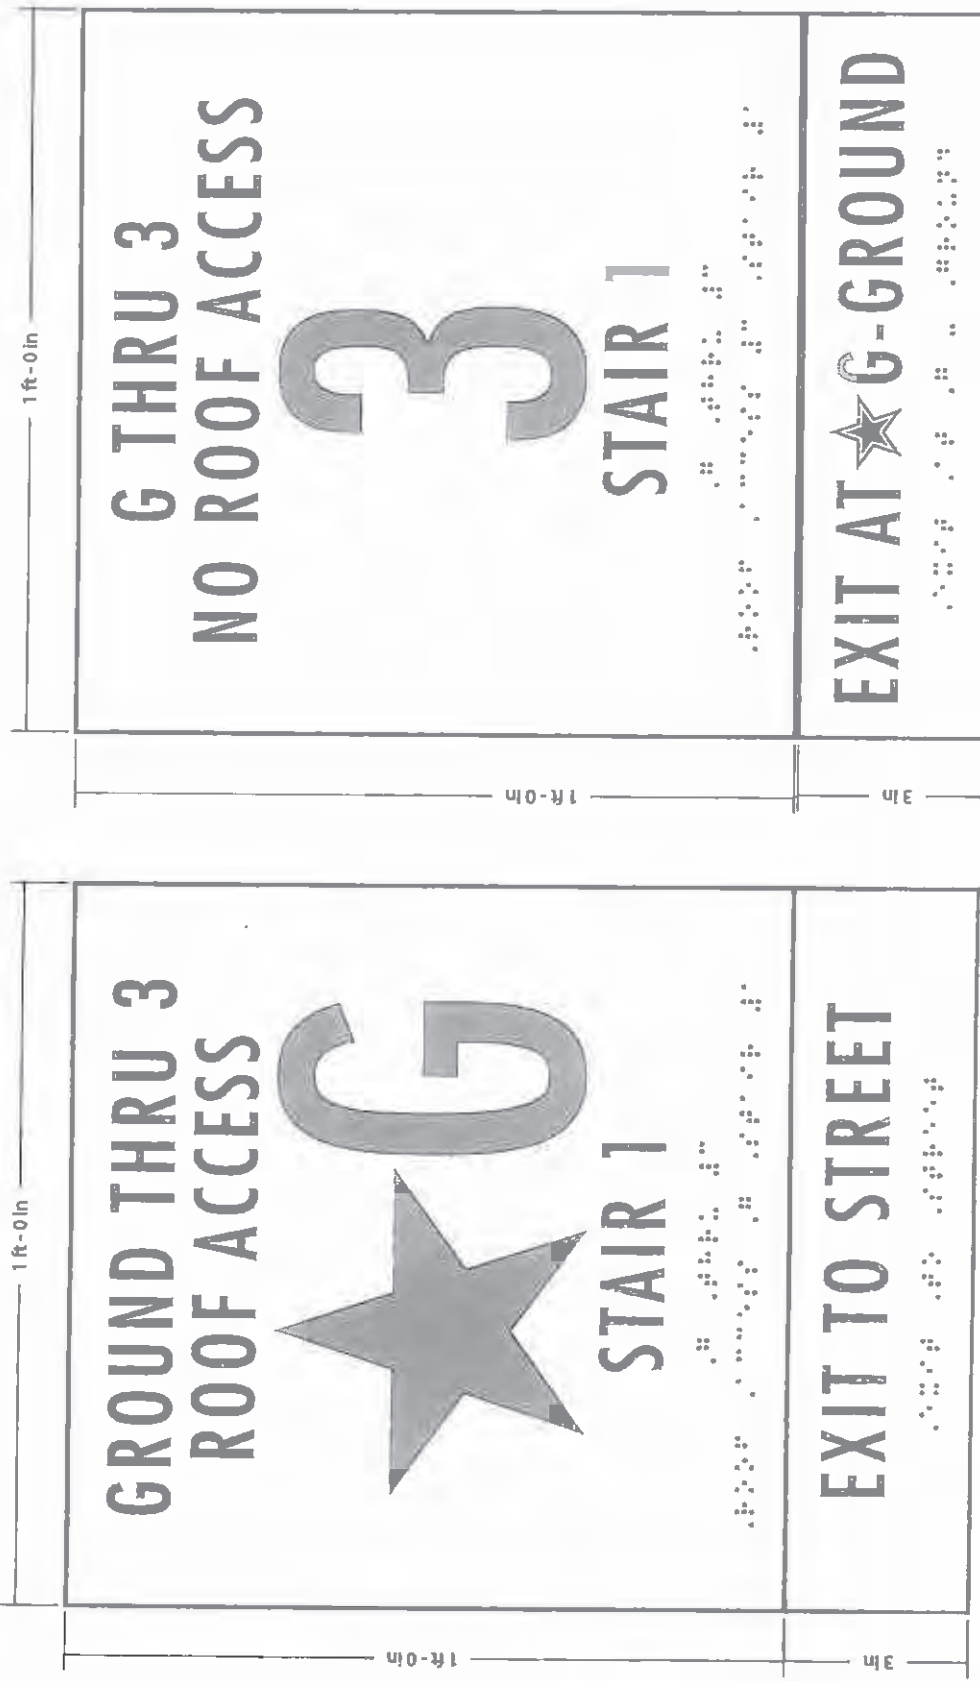 1 ft-0 in
GROUND THRU 3
ROOF ACCESS
★ G
STAIR 1
1 ft-0 in
EXIT TO STREET
3 in
1 ft-0 in
G THRU 3
NO ROOF ACCESS
3
STAIR 1
1 ft-0 in
EXIT AT ★ G-GROUND
3 in